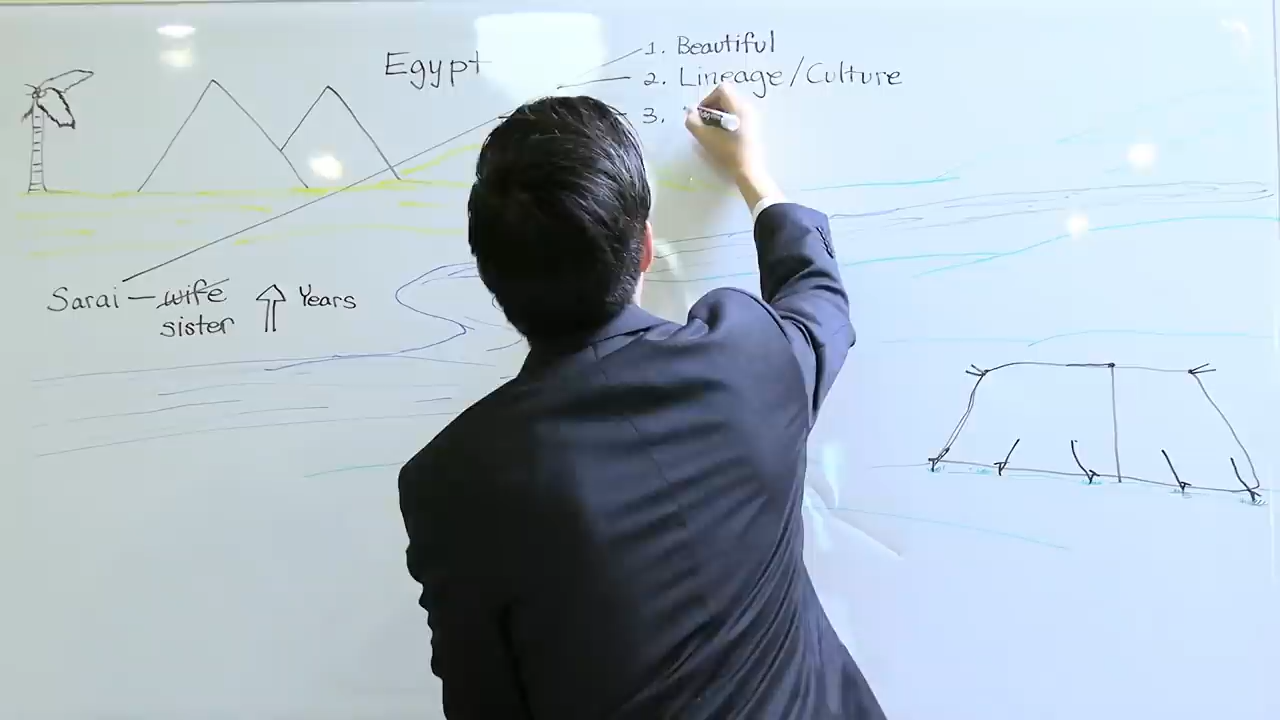 Egypt
1. Beautiful
2. Lineage/Culture
3.
Sarai — wife Years
sister